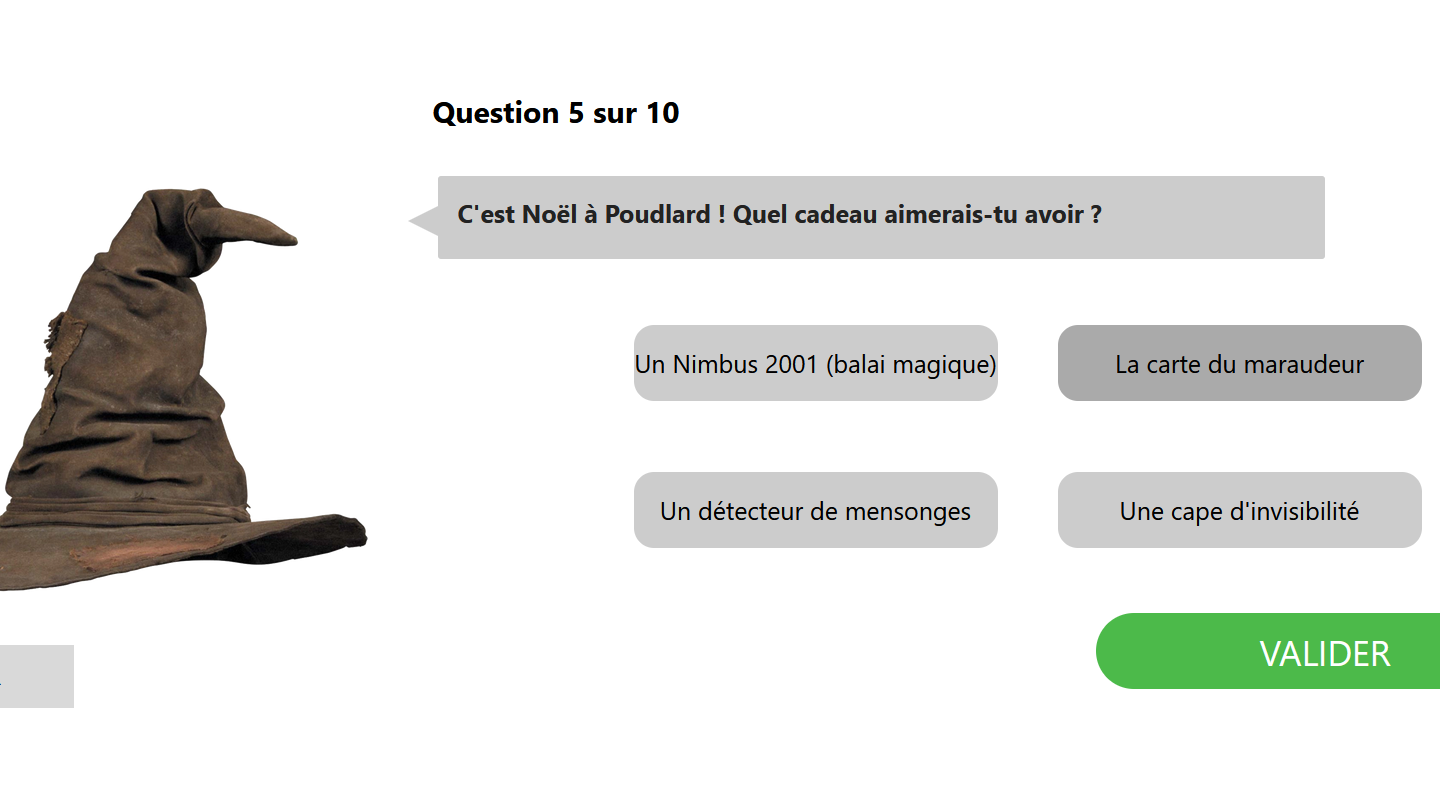 Question 5 sur 10
C'est Noël à Poudlard ! Quel cadeau aimerais-tu avoir ?
Un Nimbus 2001 (balai magique)
La carte du maraudeur
Un détecteur de mensonges
Une cape d'invisibilité
VALIDER